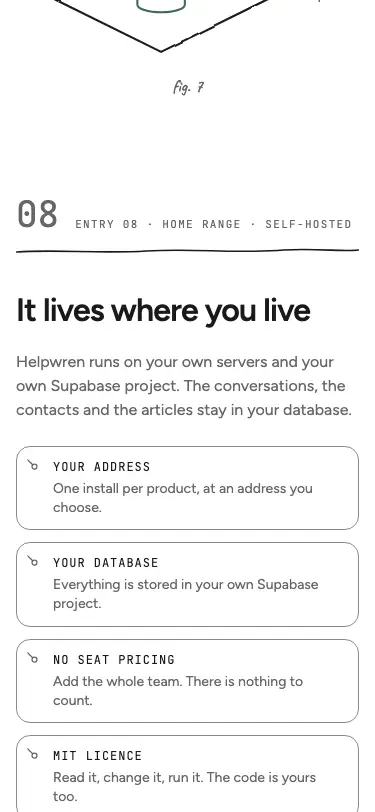 fig. 7
08
ENTRY 08 · HOME RANGE · SELF-HOSTED
It lives where you live
Helpwren runs on your own servers and your
own Supabase project. The conversations, the
contacts and the articles stay in your database.
YOUR ADDRESS
One install per product, at an address you
choose.
YOUR DATABASE
Everything is stored in your own Supabase
project.
NO SEAT PRICING
Add the whole team. There is nothing to
count.
MIT LICENCE
Read it, change it, run it. The code is yours
too.